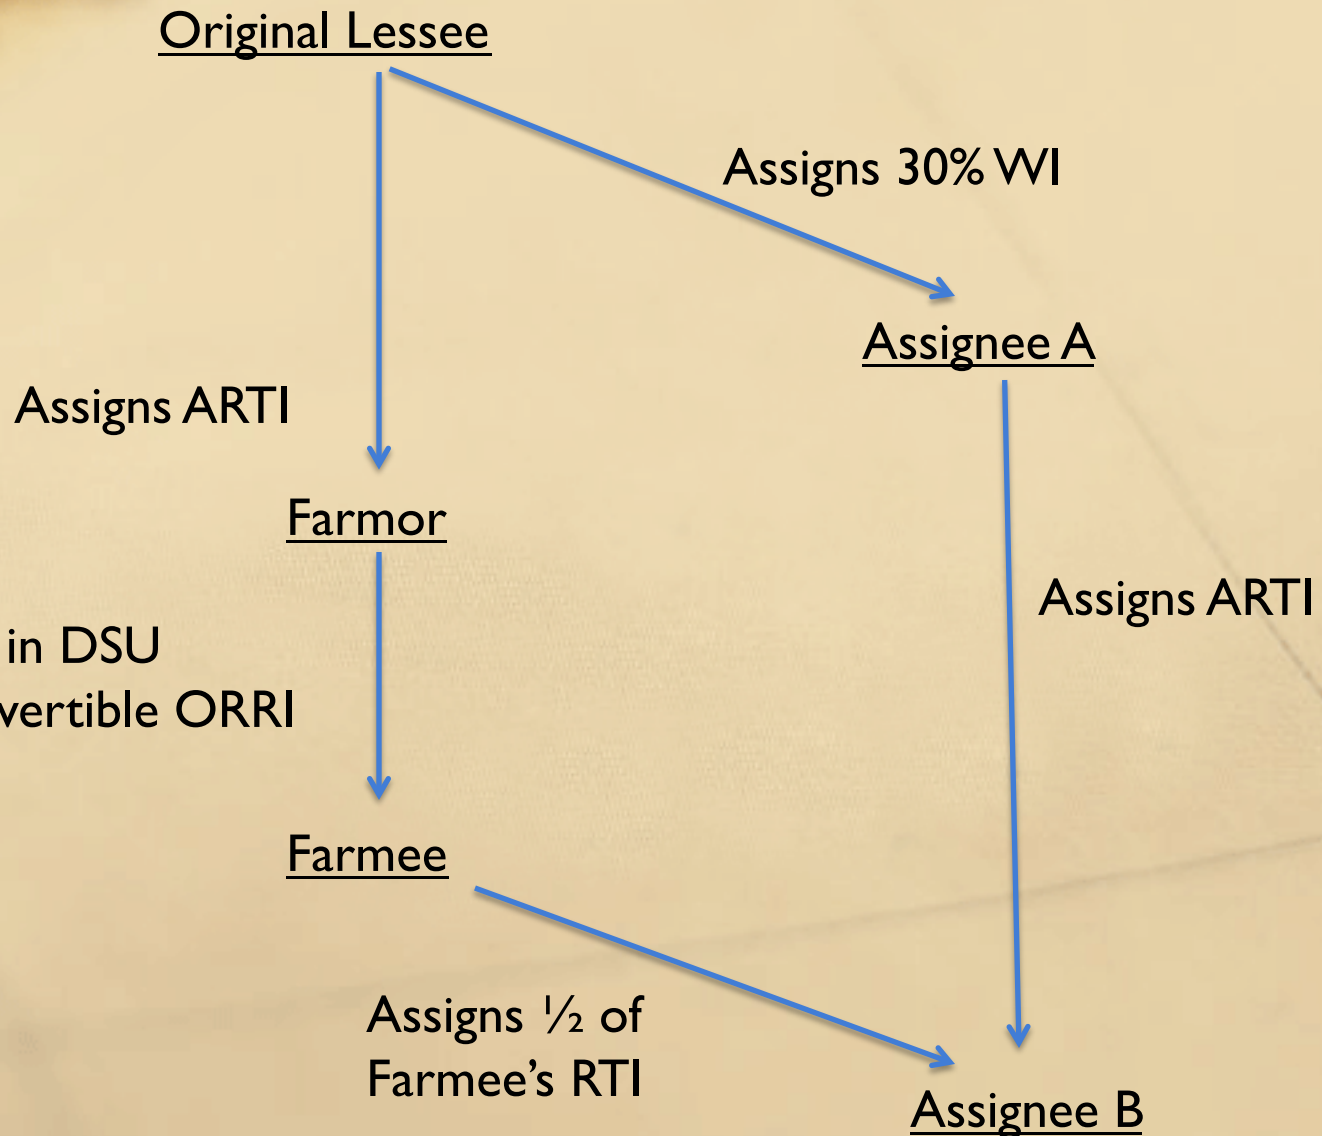 Original Lessee
Assigns 30% WI
Assignee A
Assigns ARTI
Farmor
Assigns ARTI
in DSU
ORRI
Farmee
Assigns ½ of
Farmee's RTI
Assignee B